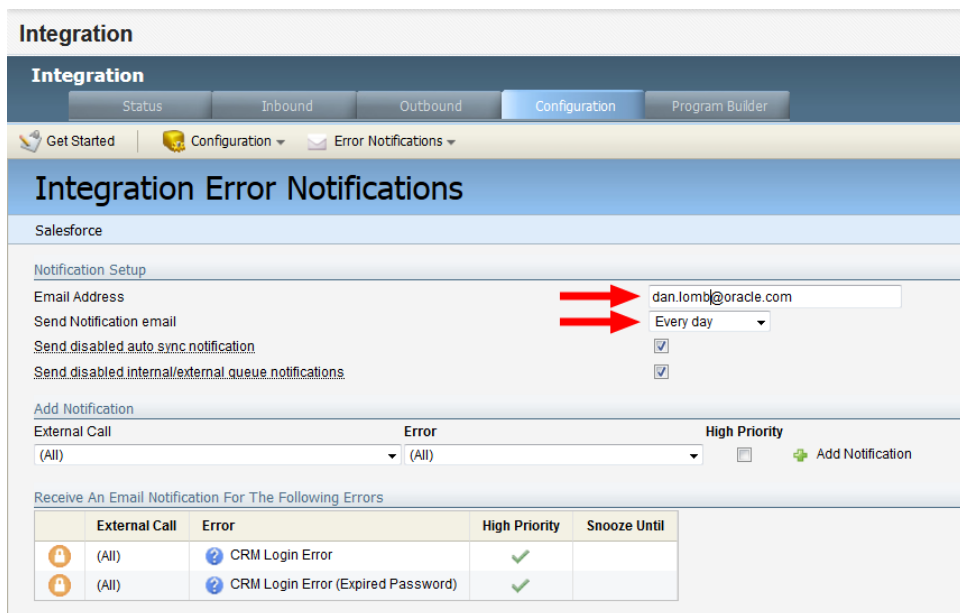 Integration
Integration
Status Inbound Outbound Configuration Program Builder
Get Started Configuration Error Notifications
Integration Error Notifications
Salesforce
Notification Setup
Email Address dan.lomb@oracle.com
Send Notification email Every day
Send disabled auto sync notification
Send disabled internal/external queue notifications
Add Notification
External Call Error High Priority
(All) (All) Add Notification
Receive An Email Notification For The Following Errors
External Call Error High Priority Snooze Until
(All) CRM Login Error
(All) CRM Login Error (Expired Password)